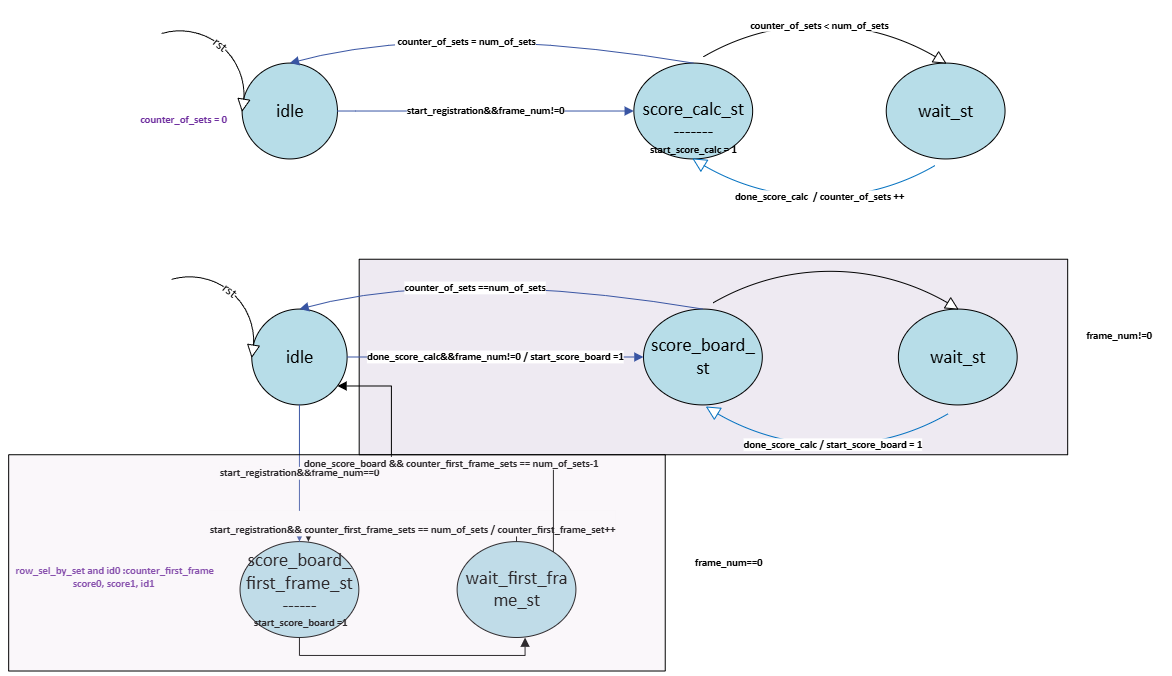 counter_of_sets < num_of_sets
rst
counter_of_sets = num_of_sets
idle
start_registration&&frame_num!=0
score_calc_st
-------
start_score_calc = 1
wait_st
counter_of_sets = 0
done_score_calc / counter_of_sets ++
rst
counter_of_sets ==num_of_sets
idle
done_score_calc&&frame_num!=0 / start_score_board =1
score_board_
st
wait_st
frame_num!=0
done_score_calc / start_score_board = 1
done_score_board && counter_first_frame_sets == num_of_sets-1
start_registration&&frame_num==0
start_registration&& counter_first_frame_sets == num_of_sets / counter_first_frame_set++
row_sel_by_set and id0 :counter_first_frame
score0, score1, id1
score_board_
first_frame_st
------
start_score_board =1
wait_first_fra
me_st
frame_num==0